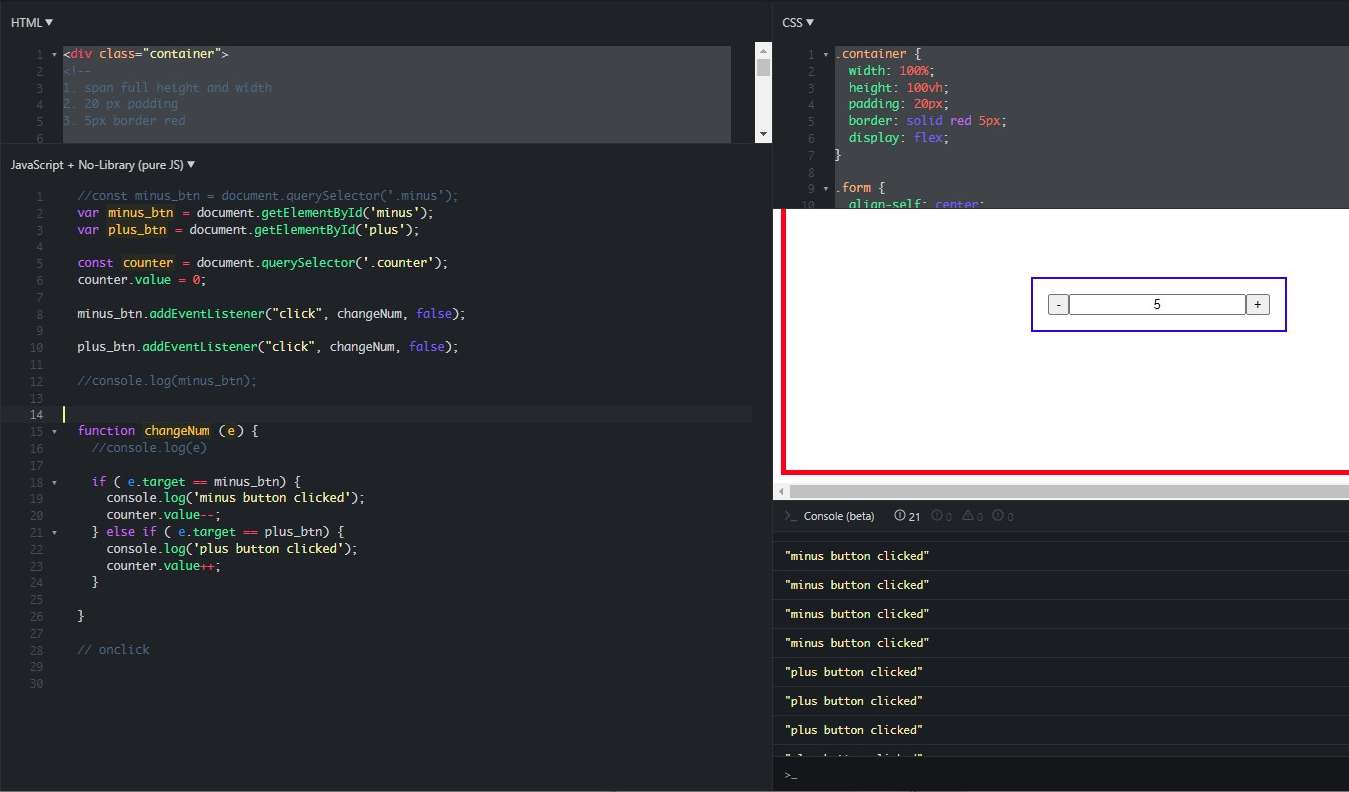 HTML ▼
1 <div class="container">
2 <!--
3 1. span full height and width
4 2. 20 px padding
5 3. 5px border red
6
JavaScript + No-Library (pure JS) ▼
1 //const minus_btn = document.querySelector('.minus');
2 var minus_btn = document.getElementById('minus');
3 var plus_btn = document.getElementById('plus');
4
5 const counter = document.querySelector('.counter');
6 counter.value = 0;
7
8 minus_btn.addEventListener("click", changeNum, false);
9
10 plus_btn.addEventListener("click", changeNum, false);
11
12 //console.log(minus_btn);
13
14
15 function changeNum (e) {
16 //console.log(e)
17
18 if ( e.target == minus_btn) {
19 console.log('minus button clicked');
20 counter.value--;
21 } else if ( e.target == plus_btn) {
22 console.log('plus button clicked');
23 counter.value++;
24 }
25
26 }
27
28 // onclick
29
30
CSS ▼
1 .container {
2 width: 100%;
3 height: 100vh;
4 padding: 20px;
5 border: solid red 5px;
6 display: flex;
7 }
8
9 .form {
10 align-self: center;
- 5 +
>_ Console (beta) 21 0 0 0
"minus button clicked"
"minus button clicked"
"minus button clicked"
"minus button clicked"
"plus button clicked"
"plus button clicked"
"plus button clicked"
>_